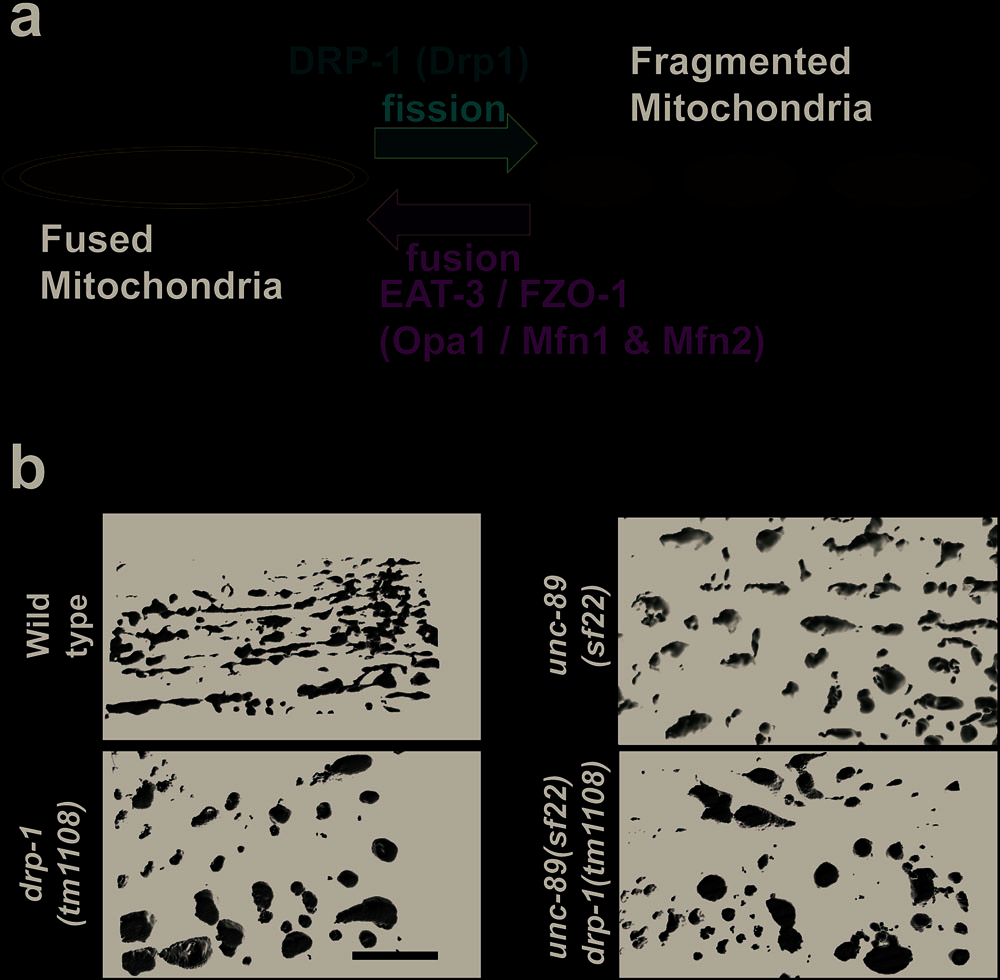 a
DRP-1 (Drp1)
fission
Fragmented
Mitochondria
Fused
Mitochondria
fusion
EAT-3 / FZO-1
(Opa1 / Mfn1 & Mfn2)
b
Wild
type
unc-89
(sf22)
drp-1
(tm1108)
unc-89(sf22)
drp-1(tm1108)